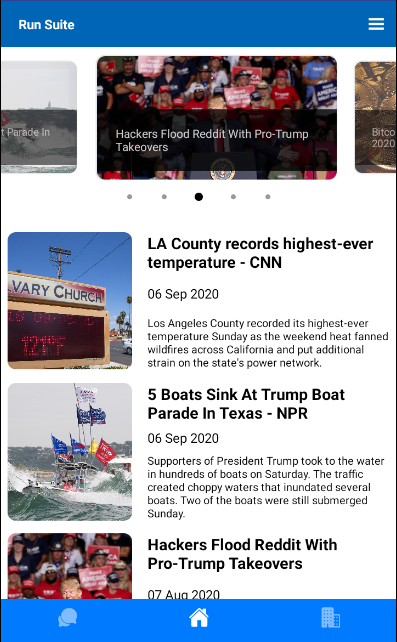 Run Suite
t Parade In
Hackers Flood Reddit With Pro-Trump
Takeovers
Bitco
2020
LA County records highest-ever
temperature - CNN
06 Sep 2020
Los Angeles County recorded its highest-ever
temperature Sunday as the weekend heat fanned
wildfires across California and put additional
strain on the state's power network.
VARY CHURCH
121°F
5 Boats Sink At Trump Boat
Parade In Texas - NPR
06 Sep 2020
Supporters of President Trump took to the water
in hundreds of boats on Saturday. The traffic
created choppy waters that inundated several
boats. Two of the boats were still submerged
Sunday.
Hackers Flood Reddit With
Pro-Trump Takeovers
07 Aug 2020